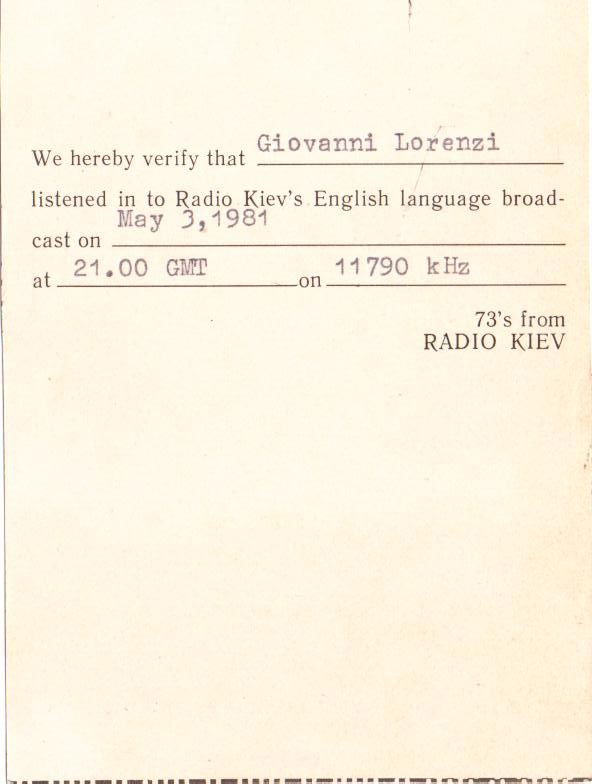 We hereby verify that Giovanni Lorenzi
listened in to Radio Kiev's English language broad-
cast on May 3,1981
at 21.00 GMT on 11790 kHz
73's from
RADIO KIEV